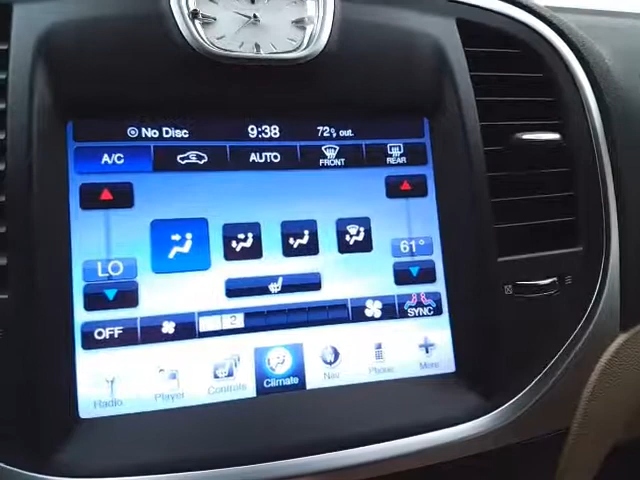 No Disc 9:38 72° out.
A/C AUTO FRONT REAR
LO 61°
OFF 2 SYNC
Radio Player Controls Climate Nav Phone More